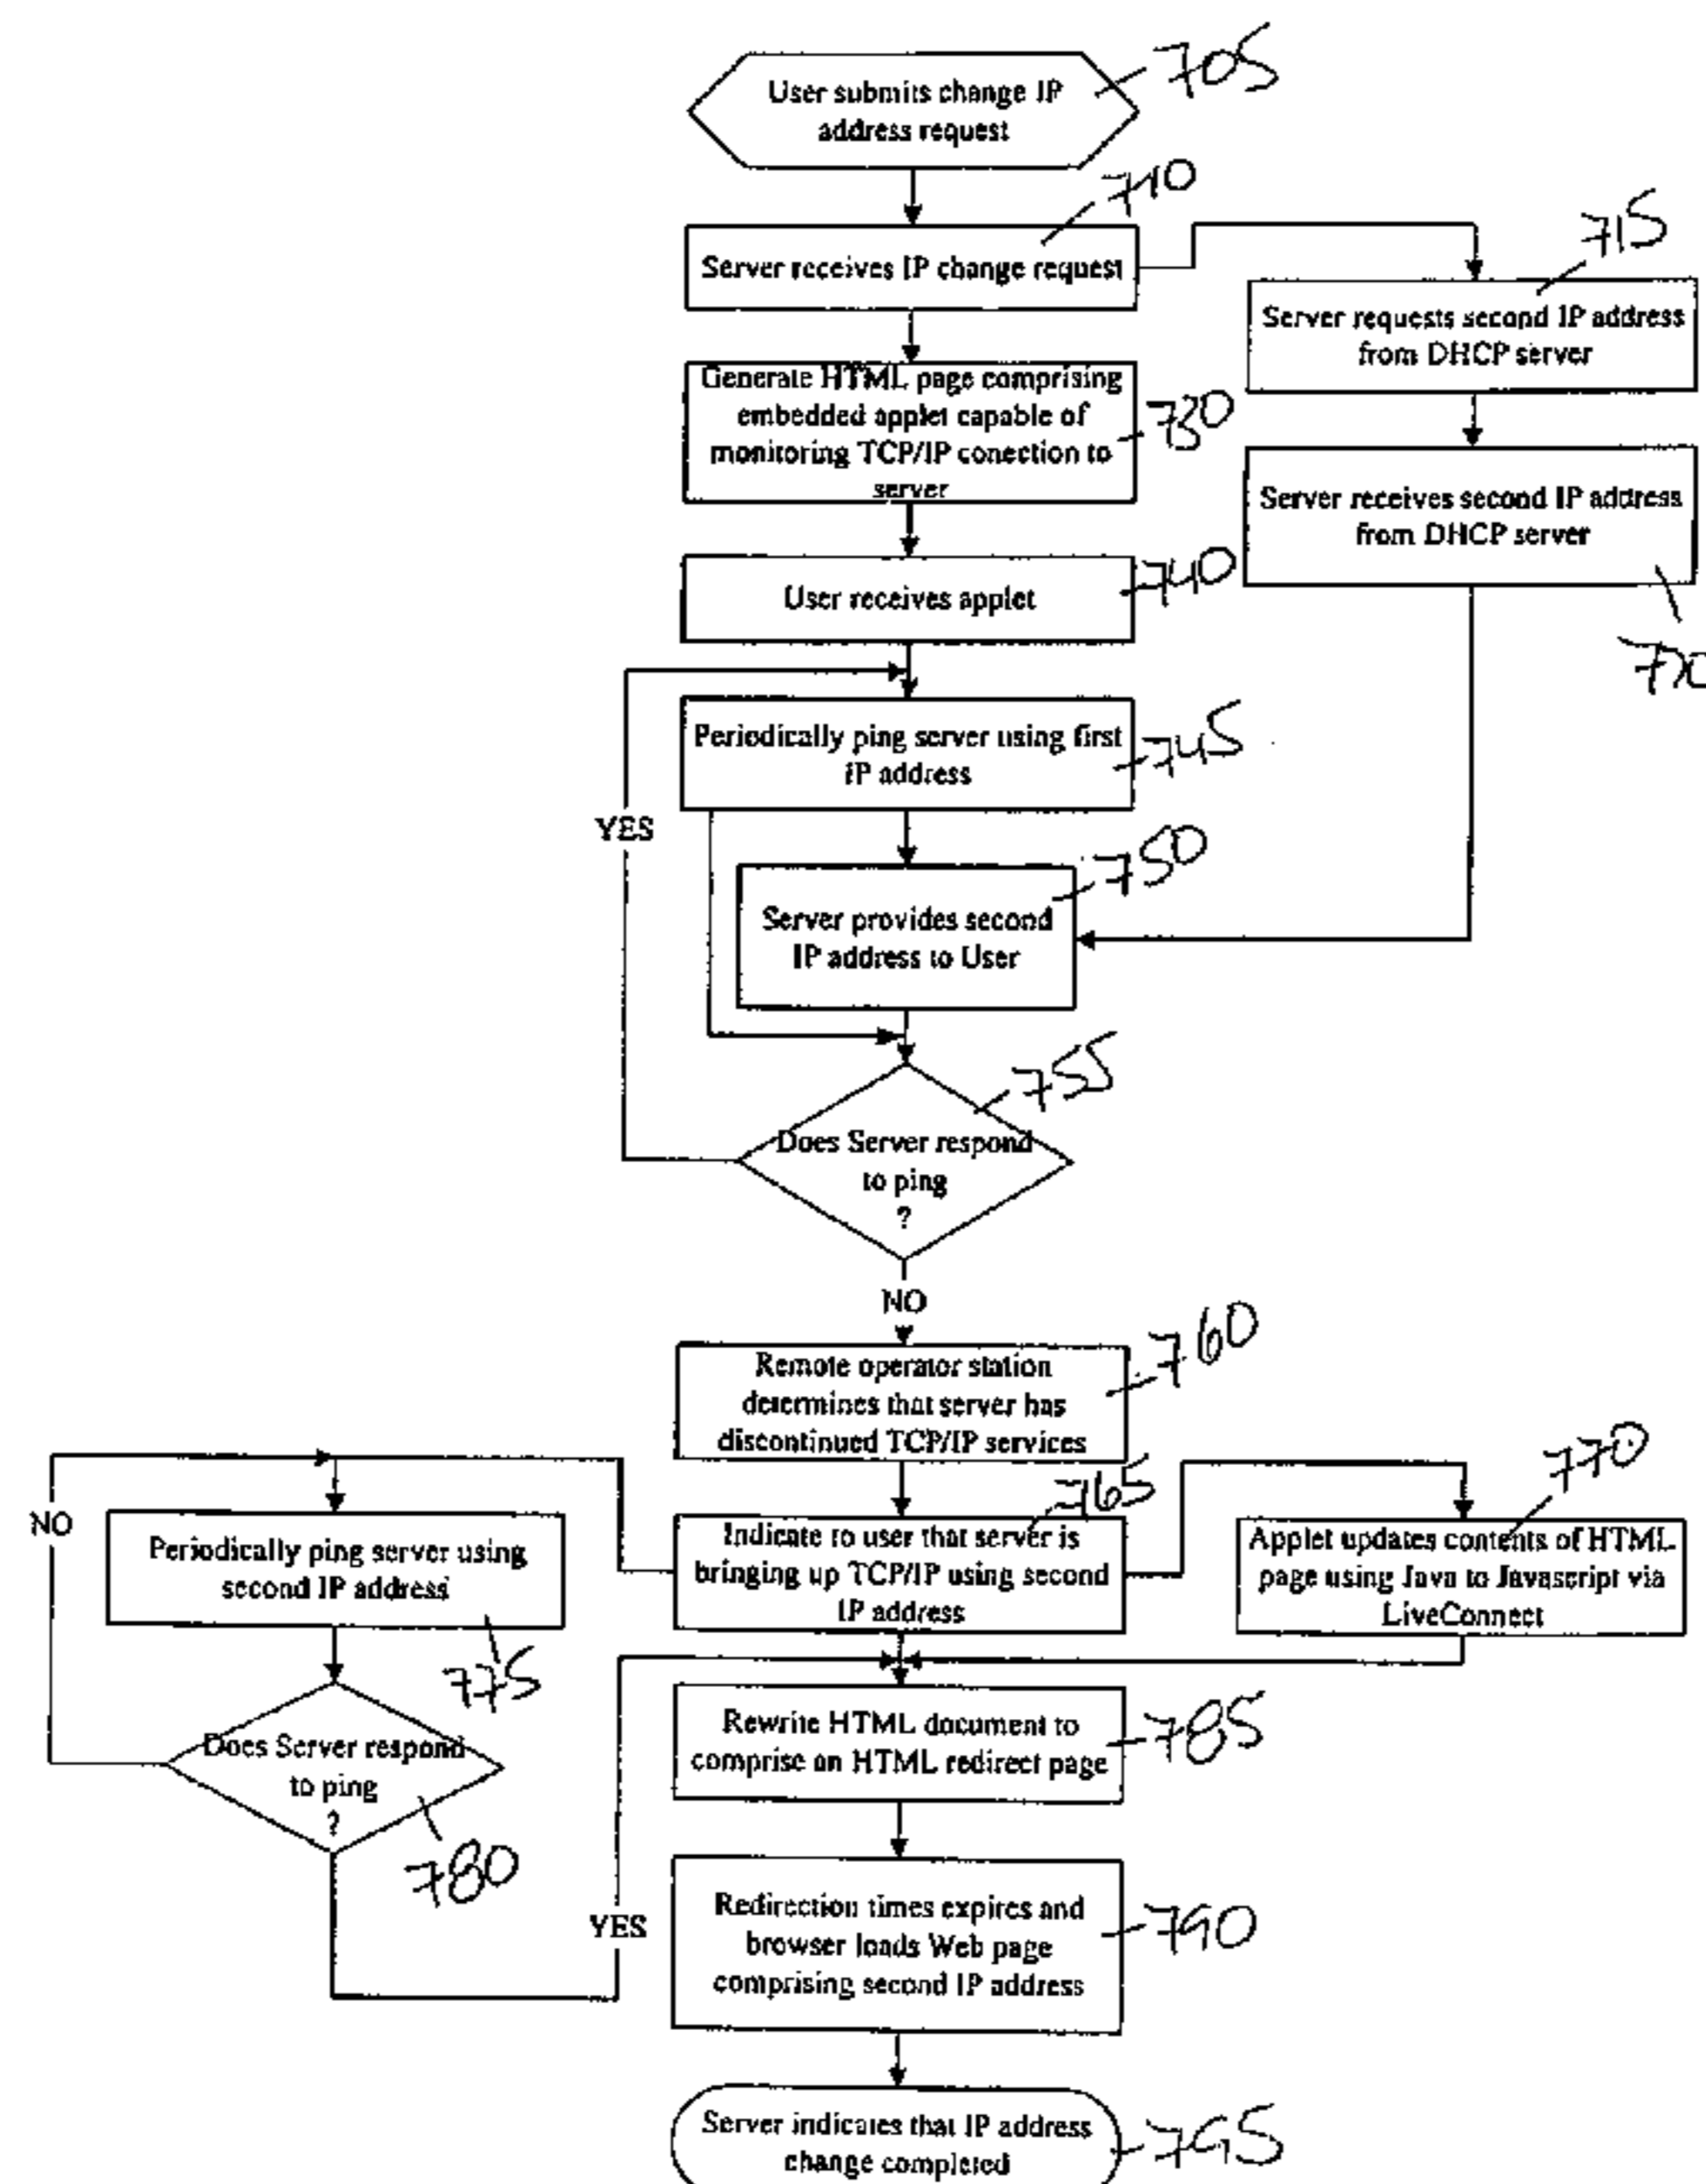 User submits change IP
address request
705
Server receives IP change request
710
Server requests second IP address
from DHCP server
715
Generate HTML page comprising
embedded applet capable of
monitoring TCP/IP conection to
server
730
Server receives second IP address
from DHCP server
User receives applet
740
Periodically ping server using first
IP address
745
YES
Server provides second
IP address to User
750
Does Server respond
to ping
?
755
NO
Remote operator station
determines that server has
discontinued TCP/IP services
760
Indicate to user that server is
bringing up TCP/IP using second
IP address
765
Applet updates contents of HTML
page using Java to Javascript via
LiveConnect
770
NO
Periodically ping server using
second IP address
775
Does Server respond
to ping
?
780
YES
Rewrite HTML document to
comprise an HTML redirect page
785
Redirection times expires and
browser loads Web page
comprising second IP address
790
Server indicates that IP address
change completed
795